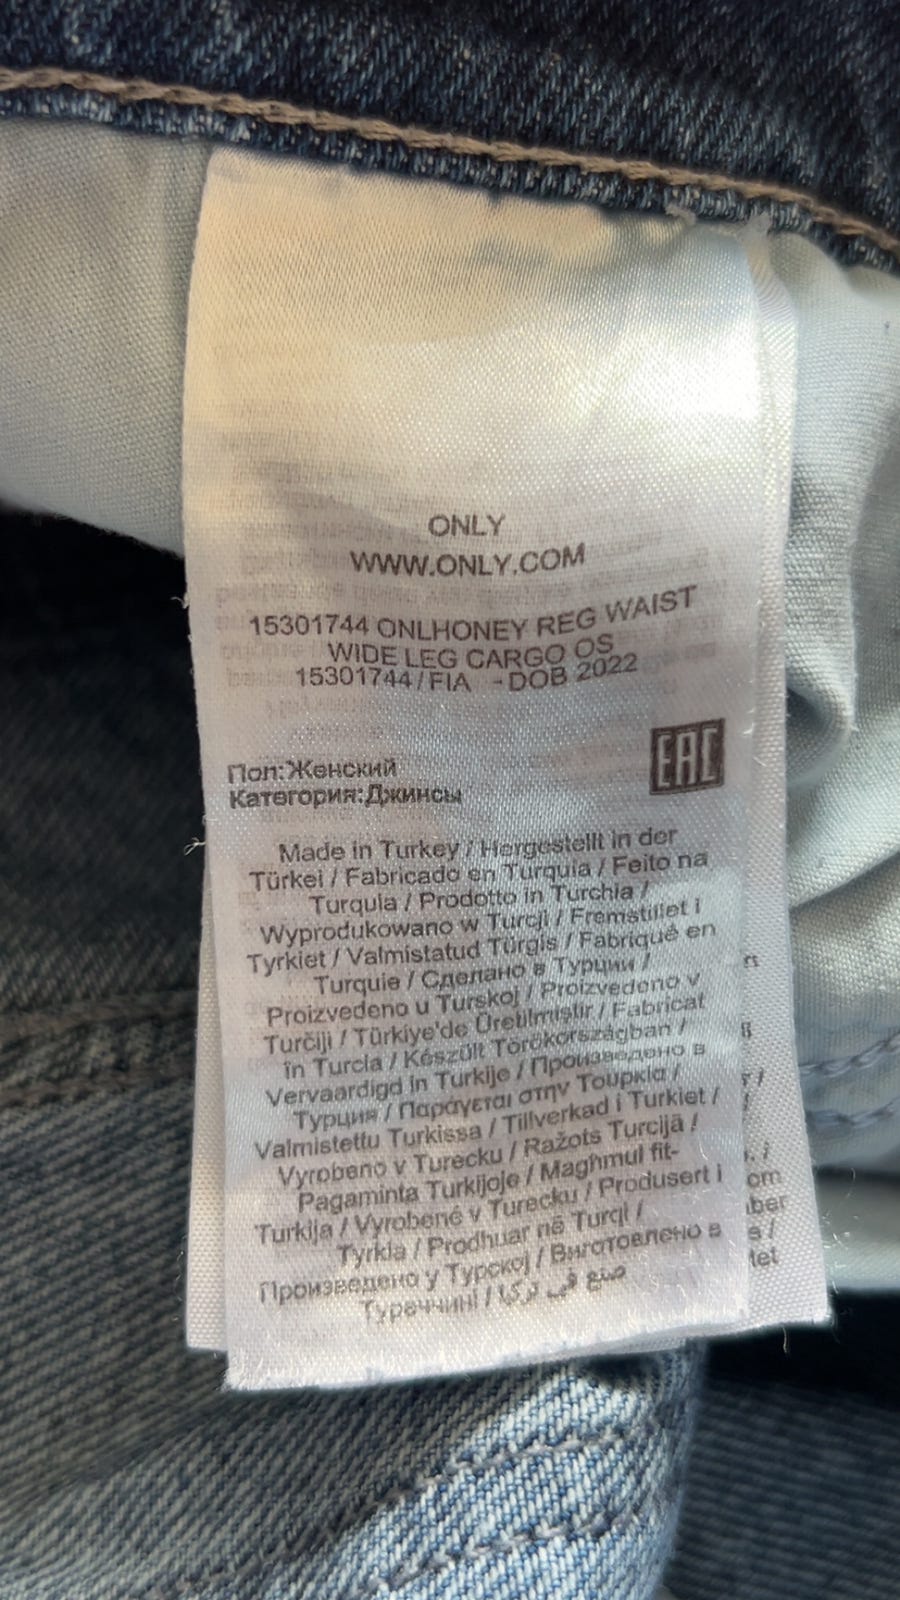 ONLY
WWW.ONLY.COM
15301744 ONLHONEY REG WAIST
WIDE LEG CARGO OS
15301744/FIA - DOB 2022
EAC
Пол:Женский
Категория:Джинсы
Made in Turkey / Hergestellt in der
Türkei / Fabricado en Turquia / Feito na
Turquia / Prodotto in Turchia /
Wyprodukowano w Turcji / Fremstillet i
Tyrkiet / Valmistatud Türgis / Fabriqué en
Turquie / Сделано в Турции /
Proizvedeno u Turskoj / Proizvedeno v
Turčiji / Türkiye'de Üretilmiştir / Fabricat
în Turcia / Készült Törökországban /
Vervaardigd in Turkije / Произведено в
Турция / Παράγεται στην Τουρκία /
Valmistettu Turkissa / Tillverkad i Turkiet /
Vyrobeno v Turecku / Ražots Turcijā /
Pagaminta Turkijoje / Magħmul fit-
Turkija / Vyrobené v Turecku / Produsert i
Tyrkia / Prodhuar në Turqi /
Произведено у Турској / Виготовлено в
Туреччині / صنع في تركيا